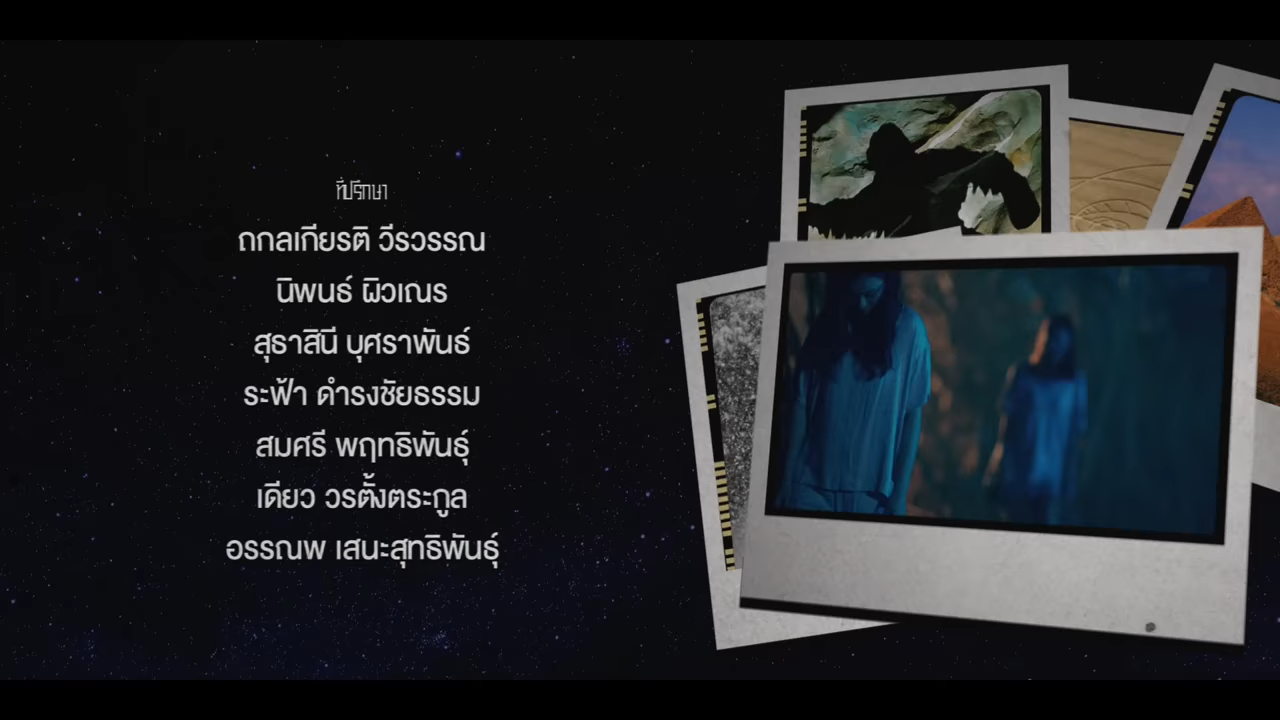 ที่ปรึกษา
ถกลเกียรติ วีรวรรณ
นิพนธ์ ผิวเณร
สุธาสินี บุศราพันธ์
ระฟ้า ดำรงชัยธรรม
สมศรี พฤทธิพันธุ์
เดียว วรตั้งตระกูล
อรรณพ เสนะสุทธิพันธุ์